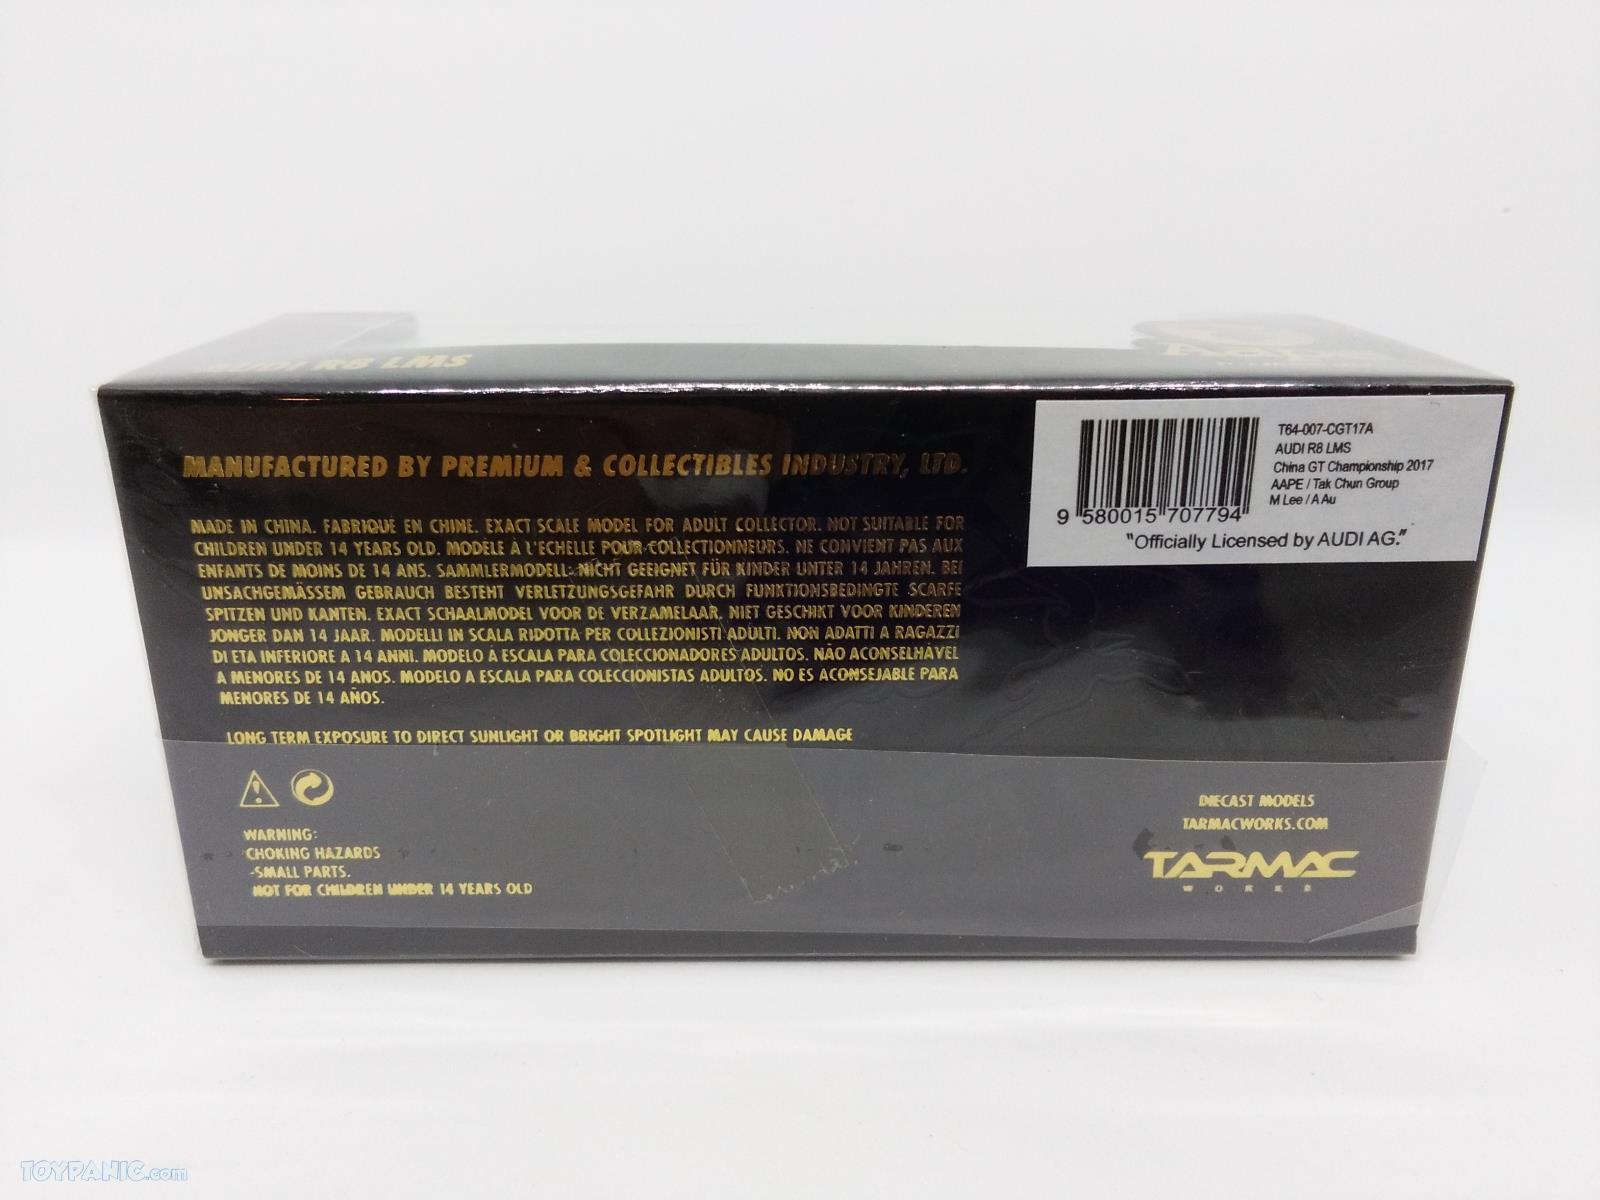 AUDI R8 LMS
MANUFACTURED BY PREMIUM & COLLECTIBLES INDUSTRY, LTD.
MADE IN CHINA. FABRIQUÉ EN CHINE. EXACT SCALE MODEL FOR ADULT COLLECTOR. NOT SUITABLE FOR
CHILDREN UNDER 14 YEARS OLD. MODÈLE À L'ECHELLE POUR COLLECTIONNEURS. NE CONVIENT PAS AUX
ENFANTS DE MOINS DE 14 ANS. SAMMLERMODELL: NICHT GEEIGNET FÜR KINDER UNTER 14 JAHREN. BEI
UNSACHGEMÄSSEM GEBRAUCH BESTEHT VERLETZUNGSGEFAHR DURCH FUNKTIONSBEDINGTE SCARFE
SPITZEN UND KANTEN. EXACT SCHAALMODEL VOOR DE VERZAMELAAR. NIET GESCHIKT VOOR KINDEREN
JONGER DAN 14 JAAR. MODELLI IN SCALA RIDOTTA PER COLLEZIONISTI ADULTI. NON ADATTI A RAGAZZI
DI ETA INFERIORE A 14 ANNI. MODELO À ESCALA PARA COLECCIONADORES ADULTOS. NÃO ACONSELHÁVEL
A MENORES DE 14 ANOS. MODELO A ESCALA PARA COLECCIONISTAS ADULTOS. NO ES ACONSEJABLE PARA
MENORES DE 14 AÑOS.
LONG TERM EXPOSURE TO DIRECT SUNLIGHT OR BRIGHT SPOTLIGHT MAY CAUSE DAMAGE
WARNING:
CHOKING HAZARDS
-SMALL PARTS.
NOT FOR CHILDREN UNDER 14 YEARS OLD
T64-007-CGT17A
AUDI R8 LMS
China GT Championship 2017
AAPE / Tak Chun Group
M Lee / A Au
9 580015 707794
"Officially Licensed by AUDI AG."
DIECAST MODELS
TARMACWORKS.COM
TARMAC
WORKS
TOYPANIC.com